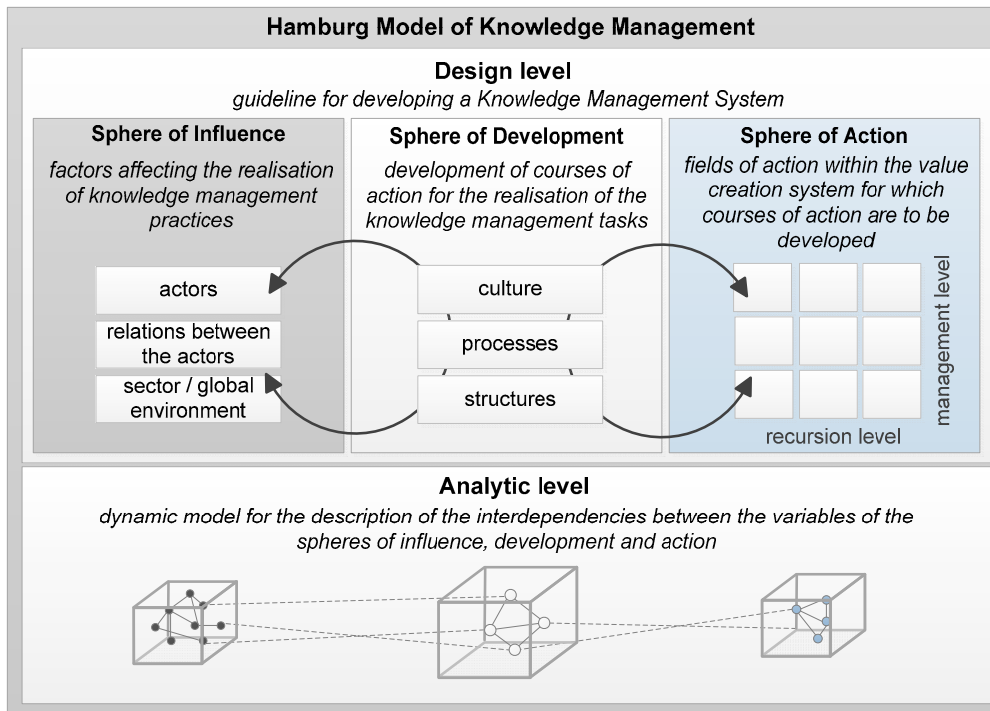 Hamburg Model of Knowledge Management
Design level
guideline for developing a Knowledge Management System
Sphere of Influence
factors affecting the realisation
of knowledge management
practices
actors
relations between
the actors
sector / global
environment
Sphere of Development
development of courses of
action for the realisation of the
knowledge management tasks
culture
processes
structures
Sphere of Action
fields of action within the value
creation system for which
courses of action are to be
developed
management level
recursion level
Analytic level
dynamic model for the description of the interdependencies between the variables of the
spheres of influence, development and action